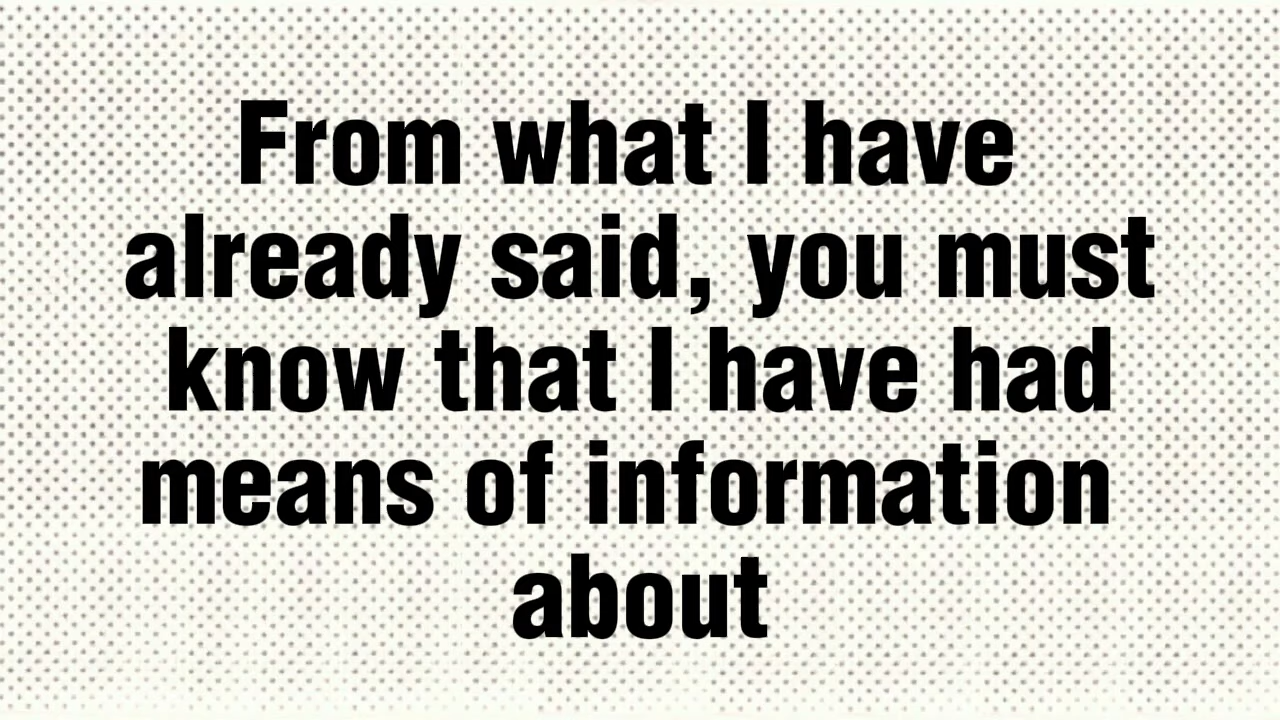 From what I have
already said, you must
know that I have had
means of information
about